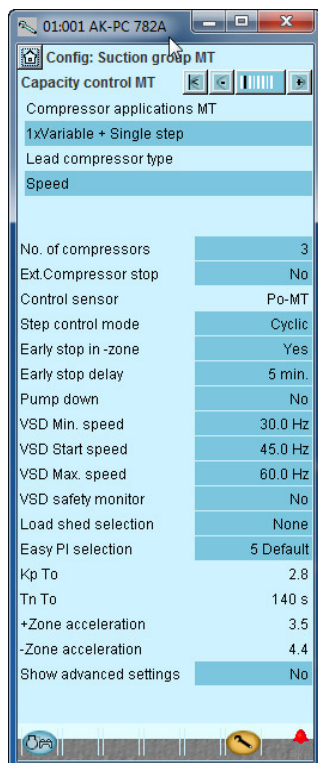 01:001 AK-PC 782A
Config: Suction group MT
Capacity control MT
Compressor applications MT
1xVariable + Single step
Lead compressor type
Speed
No. of compressors 3
Ext.Compressor stop No
Control sensor Po-MT
Step control mode Cyclic
Early stop in -zone Yes
Early stop delay 5 min.
Pump down No
VSD Min. speed 30.0 Hz
VSD Start speed 45.0 Hz
VSD Max. speed 60.0 Hz
VSD safety monitor No
Load shed selection None
Easy PI selection 5 Default
Kp To 2.8
Tn To 140 s
+Zone acceleration 3.5
-Zone acceleration 4.4
Show advanced settings No